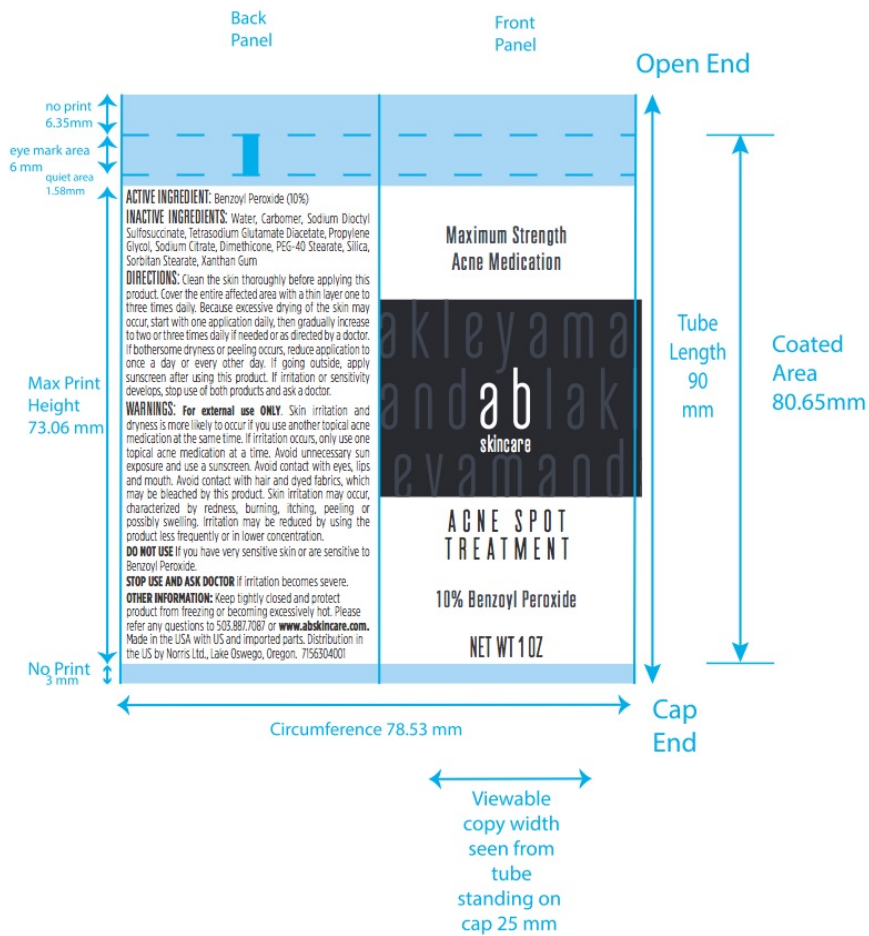 Back
Panel
Front
Panel
Open End
no print
6.35mm
eye mark area
6 mm
quiet area
1.58mm
ACTIVE INGREDIENT: Benzoyl Peroxide (10%)
INACTIVE INGREDIENTS: Water, Carbomer, Sodium Dioctyl
Sulfosuccinate, Tetrasodium Glutamate Diacetate, Propylene
Glycol, Sodium Citrate, Dimethicone, PEG-40 Stearate, Silica,
Sorbitan Stearate, Xanthan Gum
DIRECTIONS: Clean the skin thoroughly before applying this
product. Cover the entire affected area with a thin layer one to
three times daily. Because excessive drying of the skin may
occur, start with one application daily, then gradually increase
to two or three times daily if needed or as directed by a doctor.
If bothersome dryness or peeling occurs, reduce application to
once a day or every other day. If going outside, apply
sunscreen after using this product. If irritation or sensitivity
develops, stop use of both products and ask a doctor.
WARNINGS: For external use ONLY. Skin irritation and
dryness is more likely to occur if you use another topical acne
medication at the same time. If irritation occurs, only use one
topical acne medication at a time. Avoid unnecessary sun
exposure and use a sunscreen. Avoid contact with eyes, lips
and mouth. Avoid contact with hair and dyed fabrics, which
may be bleached by this product. Skin irritation may occur,
characterized by redness, burning, itching, peeling or
possibly swelling. Irritation may be reduced by using the
product less frequently or in lower concentration.
DO NOT USE If you have very sensitive skin or are sensitive to
Benzoyl Peroxide.
STOP USE AND ASK DOCTOR if irritation becomes severe.
OTHER INFORMATION: Keep tightly closed and protect
product from freezing or becoming excessively hot. Please
refer any questions to 503.887.7087 or www.abskincare.com.
Made in the USA with US and imported parts. Distribution in
the US by Norris Ltd., Lake Oswego, Oregon. 7156304001
Max Print
Height
73.06 mm
No Print
3 mm
Maximum Strength
Acne Medication
akleyama
andablak
evamand
ab
skincare
ACNE SPOT
TREATMENT
10% Benzoyl Peroxide
NET WT 1 OZ
Tube
Length
90
mm
Coated
Area
80.65mm
Cap
End
Circumference 78.53 mm
Viewable
copy width
seen from
tube
standing on
cap 25 mm